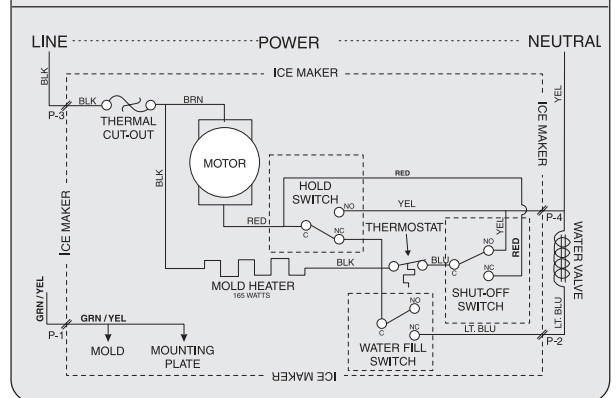 LINE POWER NEUTRAL
ICE MAKER
BLK
YEL
BLK
BRN
P-3
THERMAL
CUT-OUT
ICE MAKER
MOTOR
BLK
RED
HOLD
SWITCH
NO
YEL
P-4
RED
C
NC
THERMOSTAT
YEL
RED
WATER VALVE
ICE MAKER
BLK
BLU
NO
C
NC
MOLD HEATER
165 WATTS
SHUT-OFF
SWITCH
GRN / YEL
GRN / YEL
NO
LT. BLU
P-1
C
NC
LT. BLU
P-2
MOLD
MOUNTING
PLATE
WATER FILL
SWITCH
ICE MAKER